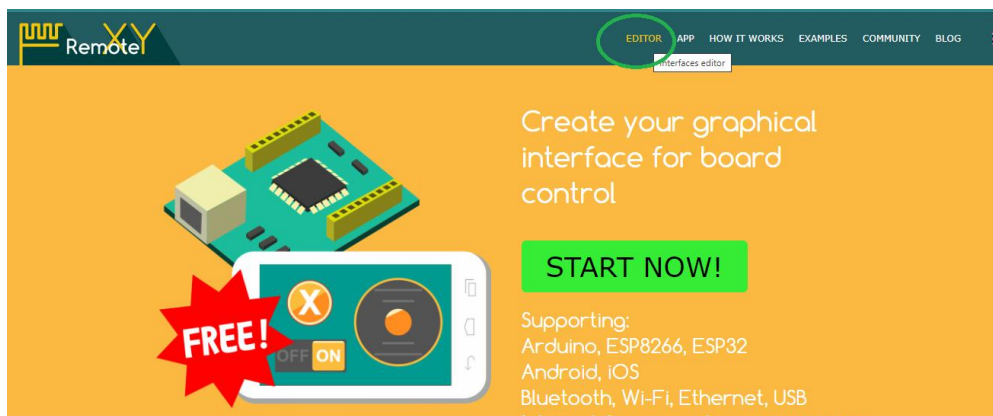 RemoteXY
EDITOR APP HOW IT WORKS EXAMPLES COMMUNITY BLOG
Interfaces editor
Create your graphical
interface for board
control
START NOW!
X
FREE!
OFF ON
Supporting:
Arduino, ESP8266, ESP32
Android, iOS
Bluetooth, Wi-Fi, Ethernet, USB